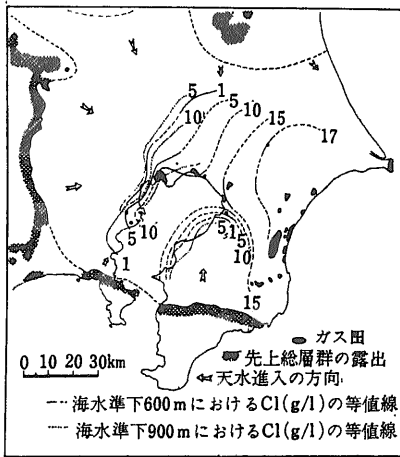 5
1
10
5
10
15
17
5
10
1
5
1
5
10
15
0 10 20 30km
ガス田
先上総層群の露出
天水進入の方向
海水準下600mにおけるCl(g/l)の等値線
海水準下900mにおけるCl(g/l)の等値線